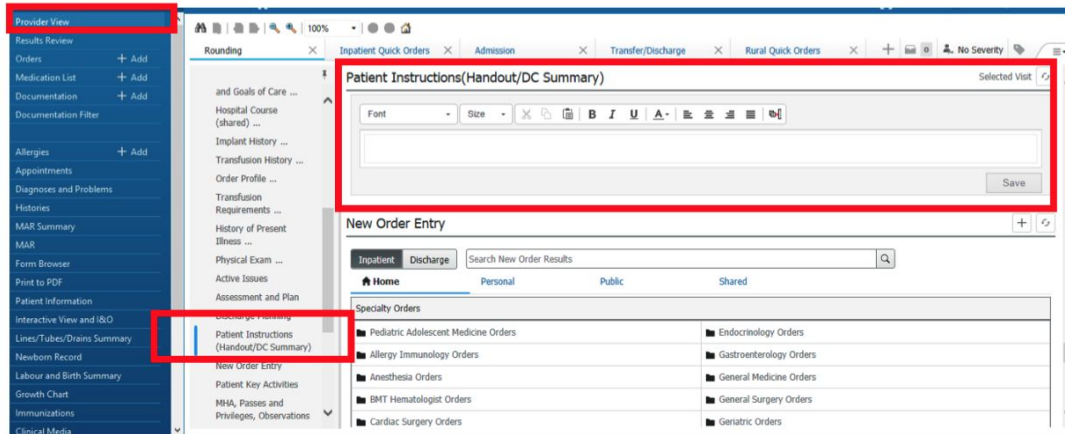 Provider View
Results Review
Orders + Add
Medication List + Add
Documentation + Add
Documentation Filter
Allergies + Add
Appointments
Diagnoses and Problems
Histories
MAR Summary
MAR
Form Browser
Print to PDF
Patient Information
Interactive View and I&O
Lines/Tubes/Drains Summary
Newborn Record
Labour and Birth Summary
Growth Chart
Immunizations
Clinical Media
100%
Rounding
Inpatient Quick Orders
Admission
Transfer/Discharge
Rural Quick Orders
0
No Severity
and Goals of Care ...
Hospital Course
(shared) ...
Implant History ...
Transfusion History ...
Order Profile ...
Transfusion
Requirements ...
History of Present
Illness ...
Physical Exam ...
Active Issues
Assessment and Plan
Discharge Planning
Patient Instructions
(Handout/DC Summary)
New Order Entry
Patient Key Activities
MHA, Passes and
Privileges, Observations
Patient Instructions(Handout/DC Summary)
Selected Visit
Font Size B I U A
Save
New Order Entry
Inpatient Discharge Search New Order Results
Home Personal Public Shared
Specialty Orders
Pediatric Adolescent Medicine Orders
Endocrinology Orders
Allergy Immunology Orders
Gastroenterology Orders
Anesthesia Orders
General Medicine Orders
BMT Hematologist Orders
General Surgery Orders
Cardiac Surgery Orders
Geriatric Orders